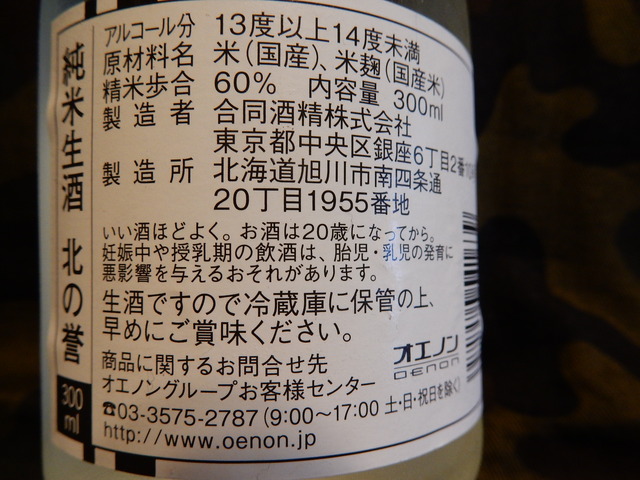 純米生酒 北の誉
300ml
アルコール分 13度以上14度未満
原材料名 米(国産)、米麹(国産米)
精米歩合 60% 内容量 300ml
製造者 合同酒精株式会社
東京都中央区銀座6丁目2番
製造所 北海道旭川市南四条通
20丁目1955番地
いい酒ほどよく。お酒は20歳になってから。
妊娠中や授乳期の飲酒は、胎児・乳児の発育に
悪影響を与えるおそれがあります。
生酒ですので冷蔵庫に保管の上、
早めにご賞味ください。
オエノン
OENON
商品に関するお問合せ先
オエノングループお客様センター
☎03-3575-2787(9:00〜17:00 土・日・祝日を除く)
http://www.oenon.jp